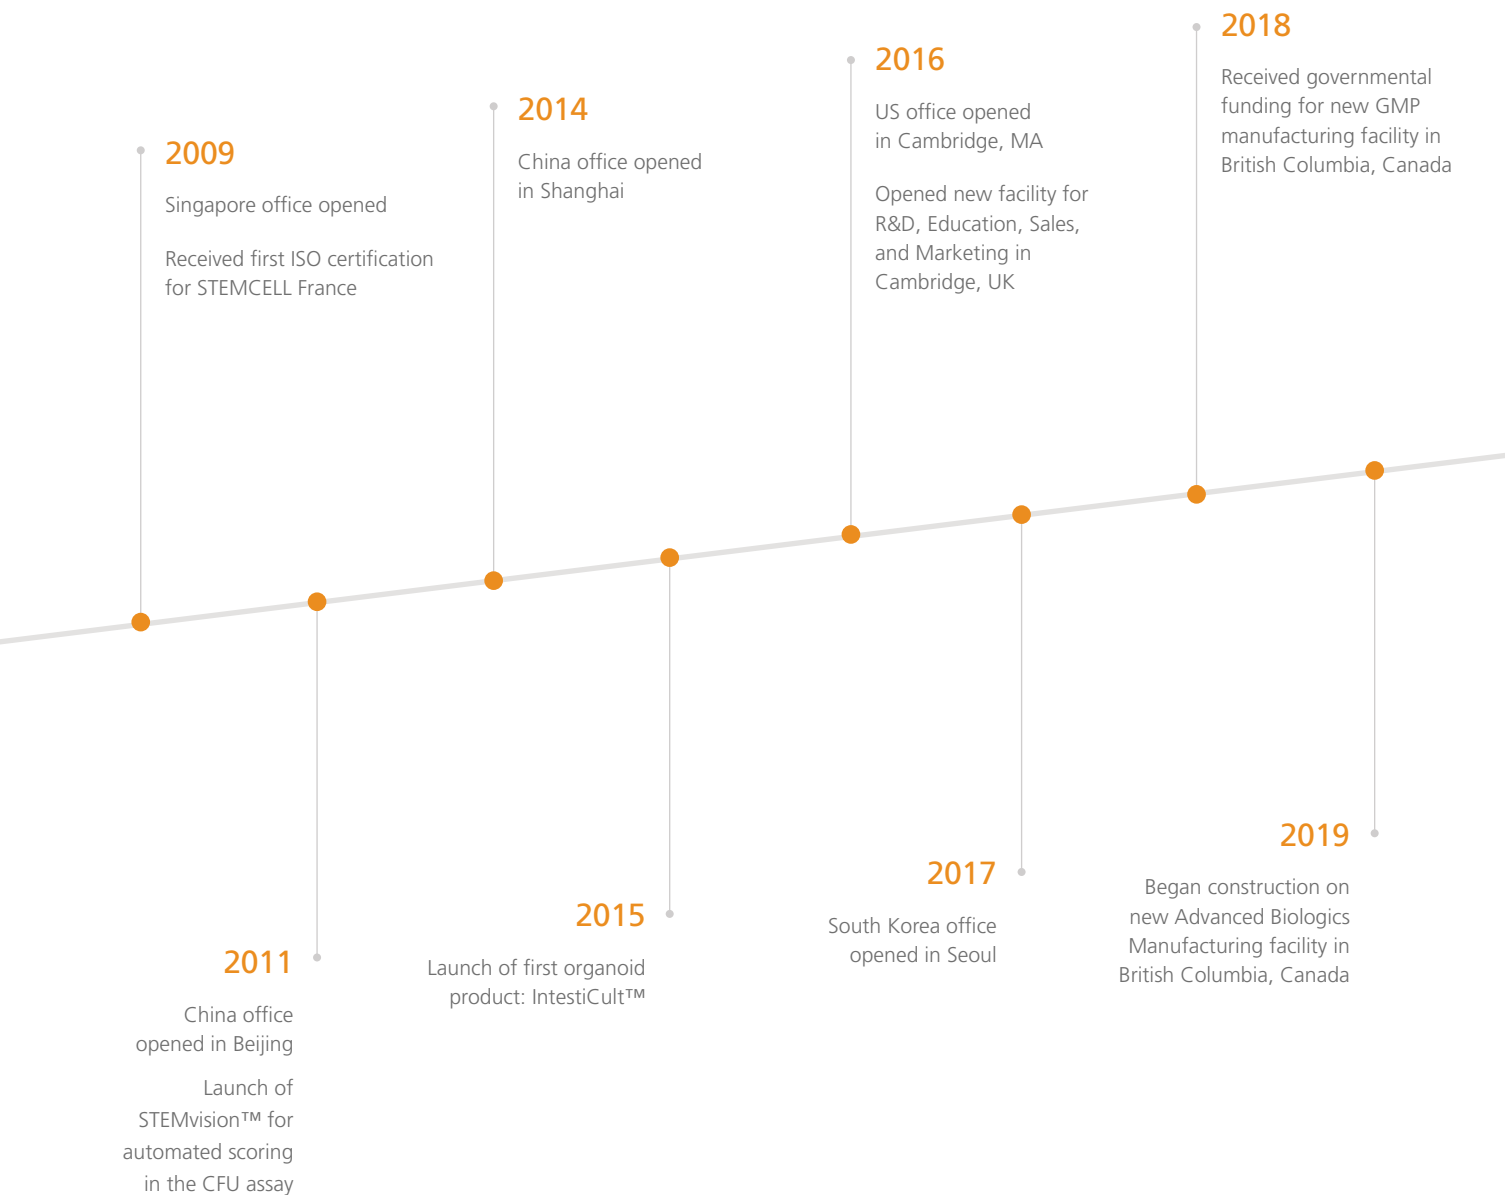 2009
Singapore office opened
Received first ISO certification
for STEMCELL France
2011
China office
opened in Beijing
Launch of
STEMvision™ for
automated scoring
in the CFU assay
2014
China office opened
in Shanghai
2015
Launch of first organoid
product: IntestiCult™
2016
US office opened
in Cambridge, MA
Opened new facility for
R&D, Education, Sales,
and Marketing in
Cambridge, UK
2017
South Korea office
opened in Seoul
2018
Received governmental
funding for new GMP
manufacturing facility in
British Columbia, Canada
2019
Began construction on
new Advanced Biologics
Manufacturing facility in
British Columbia, Canada